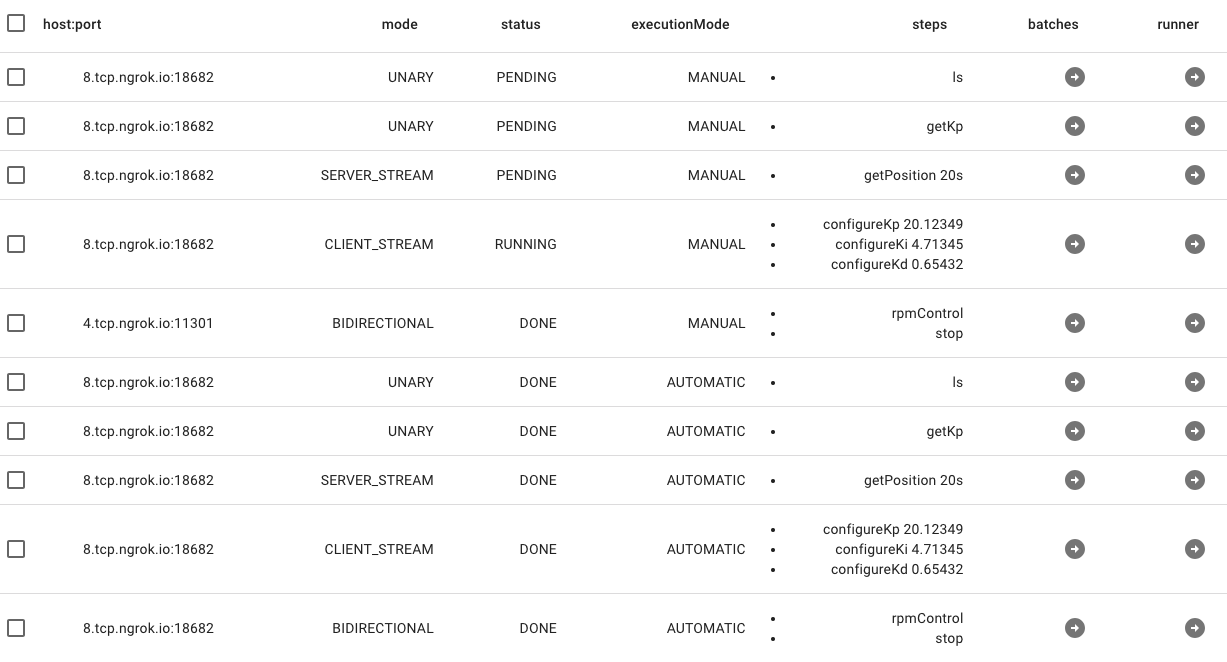 host:port mode status executionMode steps batches runner
8.tcp.ngrok.io:18682 UNARY PENDING MANUAL • ls
8.tcp.ngrok.io:18682 UNARY PENDING MANUAL • getKp
8.tcp.ngrok.io:18682 SERVER_STREAM PENDING MANUAL • getPosition 20s
• configureKp 20.12349
8.tcp.ngrok.io:18682 CLIENT_STREAM RUNNING MANUAL • configureKi 4.71345
• configureKd 0.65432
• rpmControl
4.tcp.ngrok.io:11301 BIDIRECTIONAL DONE MANUAL
• stop
8.tcp.ngrok.io:18682 UNARY DONE AUTOMATIC • ls
8.tcp.ngrok.io:18682 UNARY DONE AUTOMATIC • getKp
8.tcp.ngrok.io:18682 SERVER_STREAM DONE AUTOMATIC • getPosition 20s
• configureKp 20.12349
8.tcp.ngrok.io:18682 CLIENT_STREAM DONE AUTOMATIC • configureKi 4.71345
• configureKd 0.65432
• rpmControl
8.tcp.ngrok.io:18682 BIDIRECTIONAL DONE AUTOMATIC
• stop